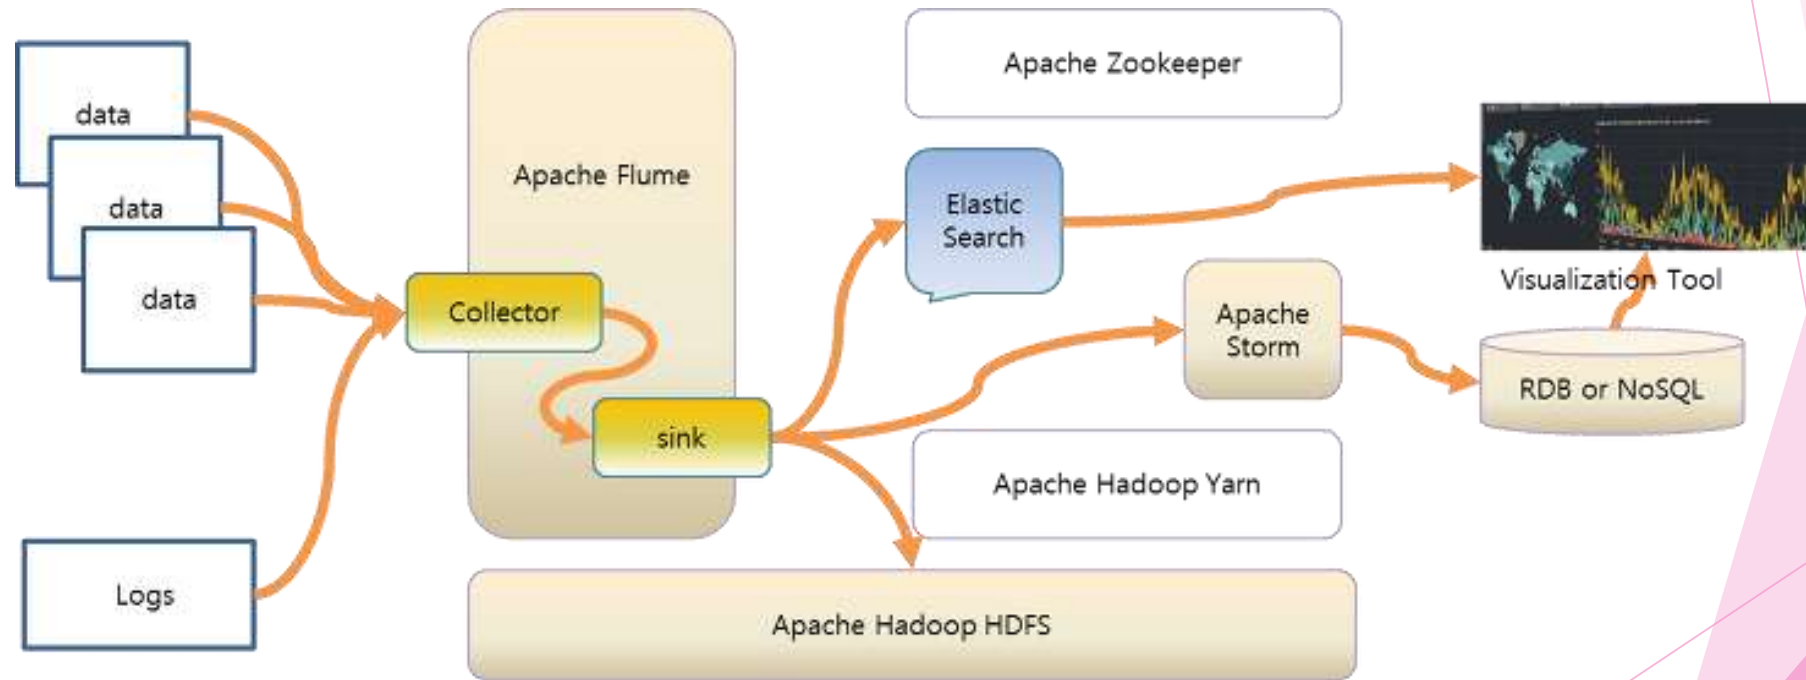 data
data
data
Logs
Apache Flume
Collector
sink
Apache Zookeeper
Elastic
Search
Apache
Storm
Apache Hadoop Yarn
Apache Hadoop HDFS
Visualization Tool
RDB or NoSQL